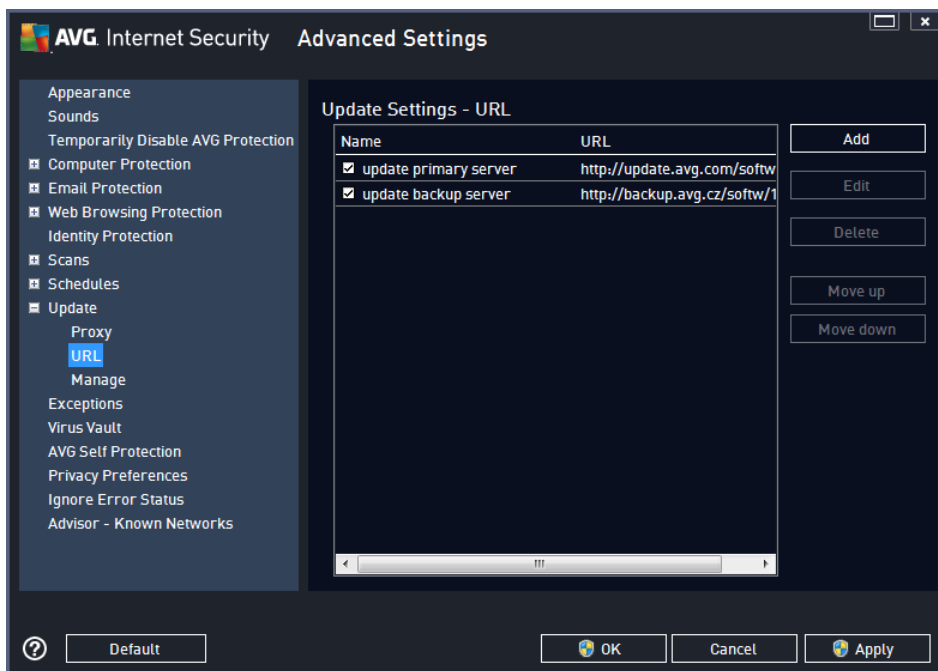 AVG. Internet Security Advanced Settings
Appearance
Sounds
Temporarily Disable AVG Protection
Computer Protection
Email Protection
Web Browsing Protection
Identity Protection
Scans
Schedules
Update
Proxy
URL
Manage
Exceptions
Virus Vault
AVG Self Protection
Privacy Preferences
Ignore Error Status
Advisor - Known Networks
Update Settings - URL
Name URL
update primary server http://update.avg.com/softw
update backup server http://backup.avg.cz/softw/1
Add
Edit
Delete
Move up
Move down
? Default OK Cancel Apply